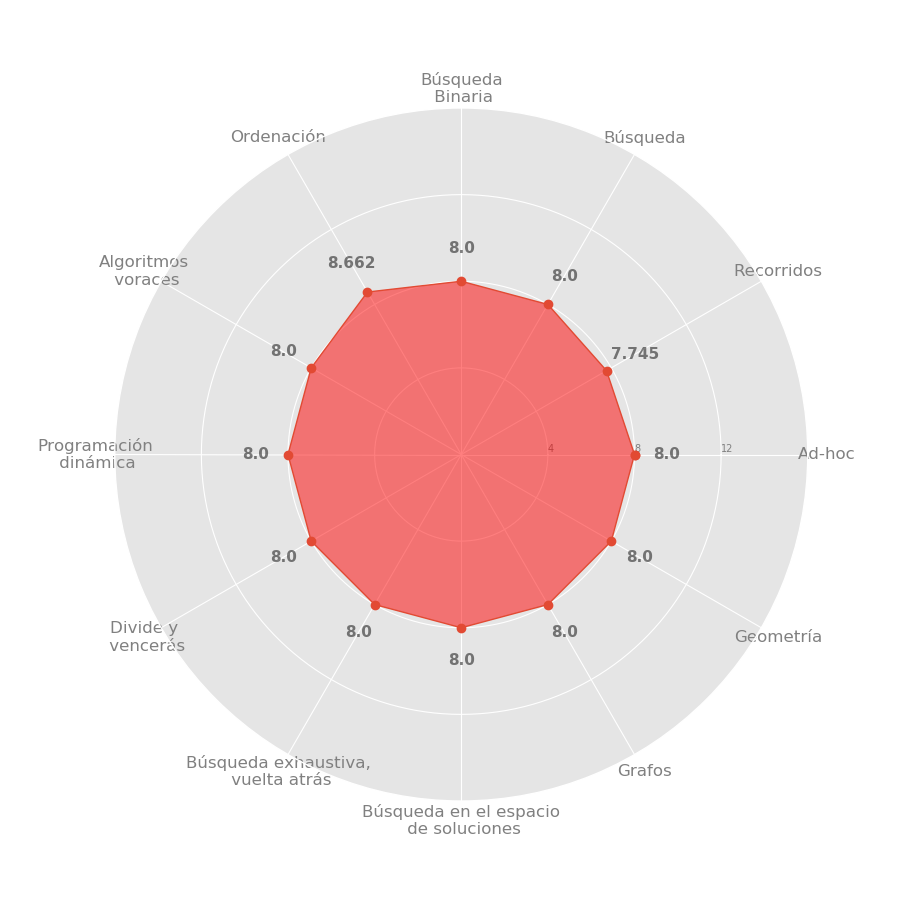 Búsqueda
Binaria
Ordenación
Búsqueda
8.0
Algoritmos
voraces
8.662
8.0
Recorridos
8.0
7.745
Programación
dinámica
8.0
4
8
12
8.0
Ad-hoc
8.0
8.0
Divide y
vencerás
8.0
8.0
Geometría
8.0
Búsqueda exhaustiva,
vuelta atrás
Grafos
Búsqueda en el espacio
de soluciones